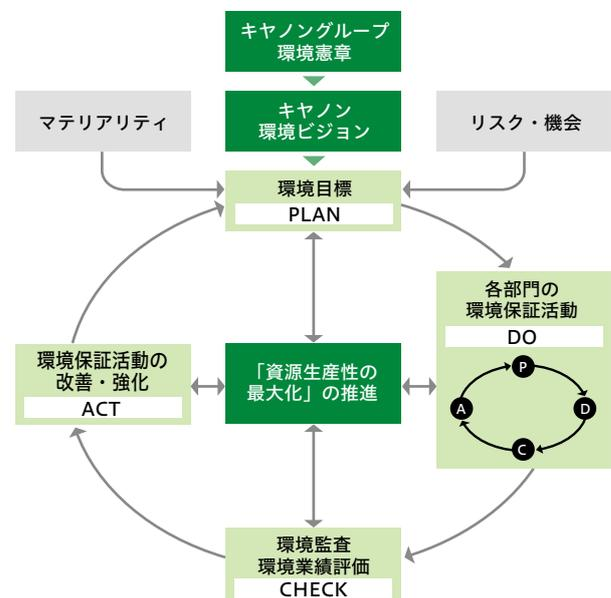 キヤノングループ
環境憲章
キヤノン
環境ビジョン
マテリアリティ
リスク・機会
環境目標
PLAN
各部門の
環境保証活動
DO
P
D
C
A
「資源生産性の
最大化」の推進
環境保証活動の
改善・強化
ACT
環境監査
環境業績評価
CHECK